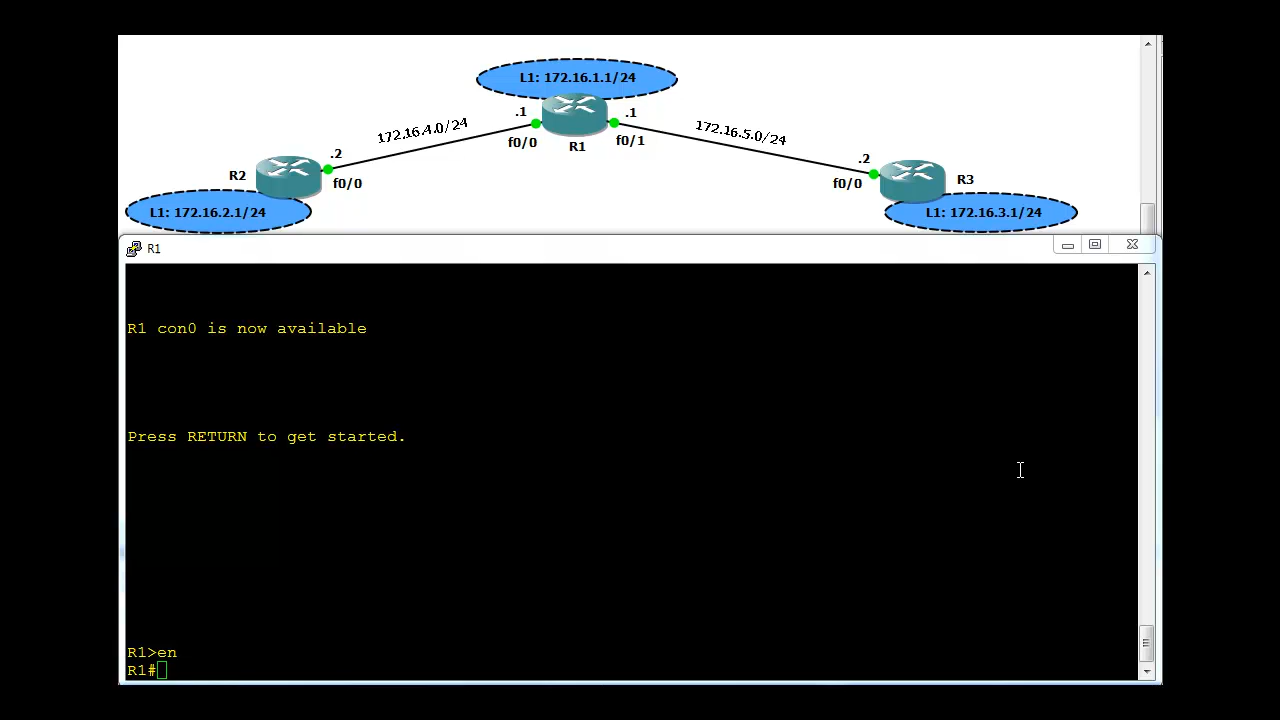 L1: 172.16.1.1/24
.1
.1
172.16.4.0/24
172.16.5.0/24
f0/0
R1
f0/1
.2
.2
R2
f0/0
f0/0
R3
L1: 172.16.2.1/24
L1: 172.16.3.1/24
R1
R1 con0 is now available
Press RETURN to get started.
R1>en
R1#